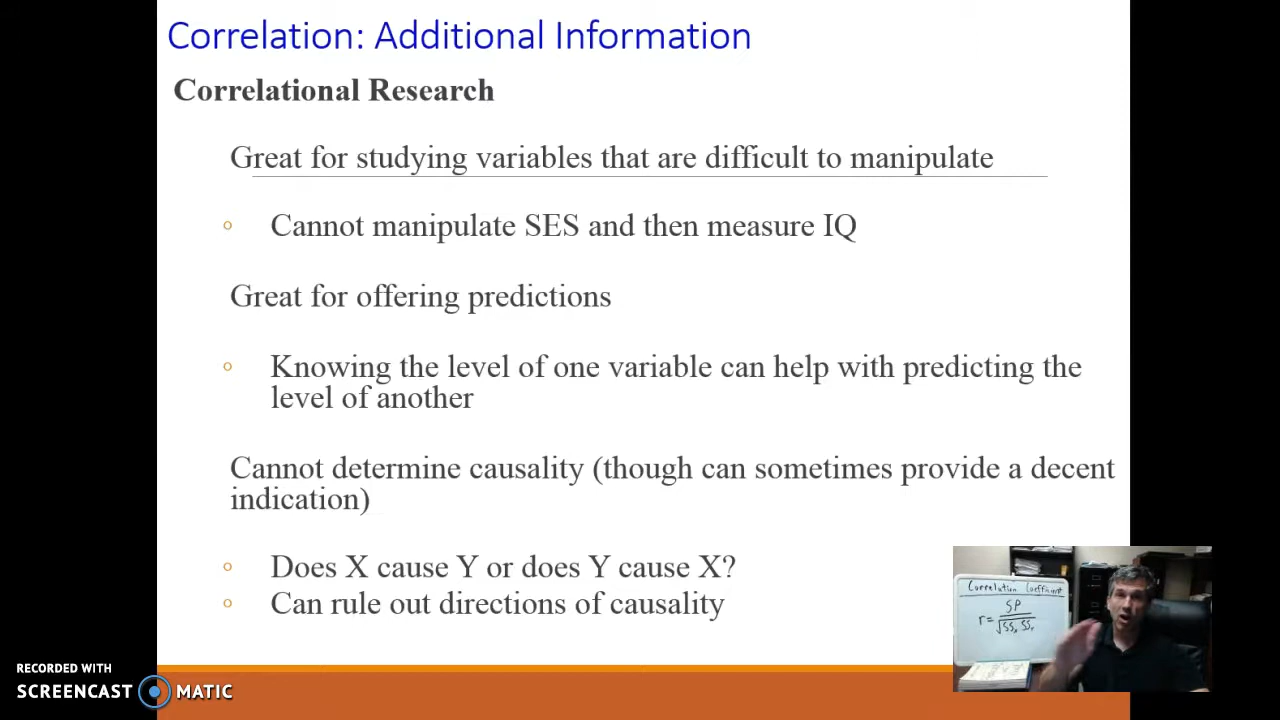 Correlation: Additional Information
Correlational Research
Great for studying variables that are difficult to manipulate
Cannot manipulate SES and then measure IQ
Great for offering predictions
Knowing the level of one variable can help with predicting the
level of another
Cannot determine causality (though can sometimes provide a decent
indication)
Does X cause Y or does Y cause X?
Can rule out directions of causality
Correlation Coefficient
SP
r = √SSₓ SSᵧ
RECORDED WITH
SCREENCAST MATIC